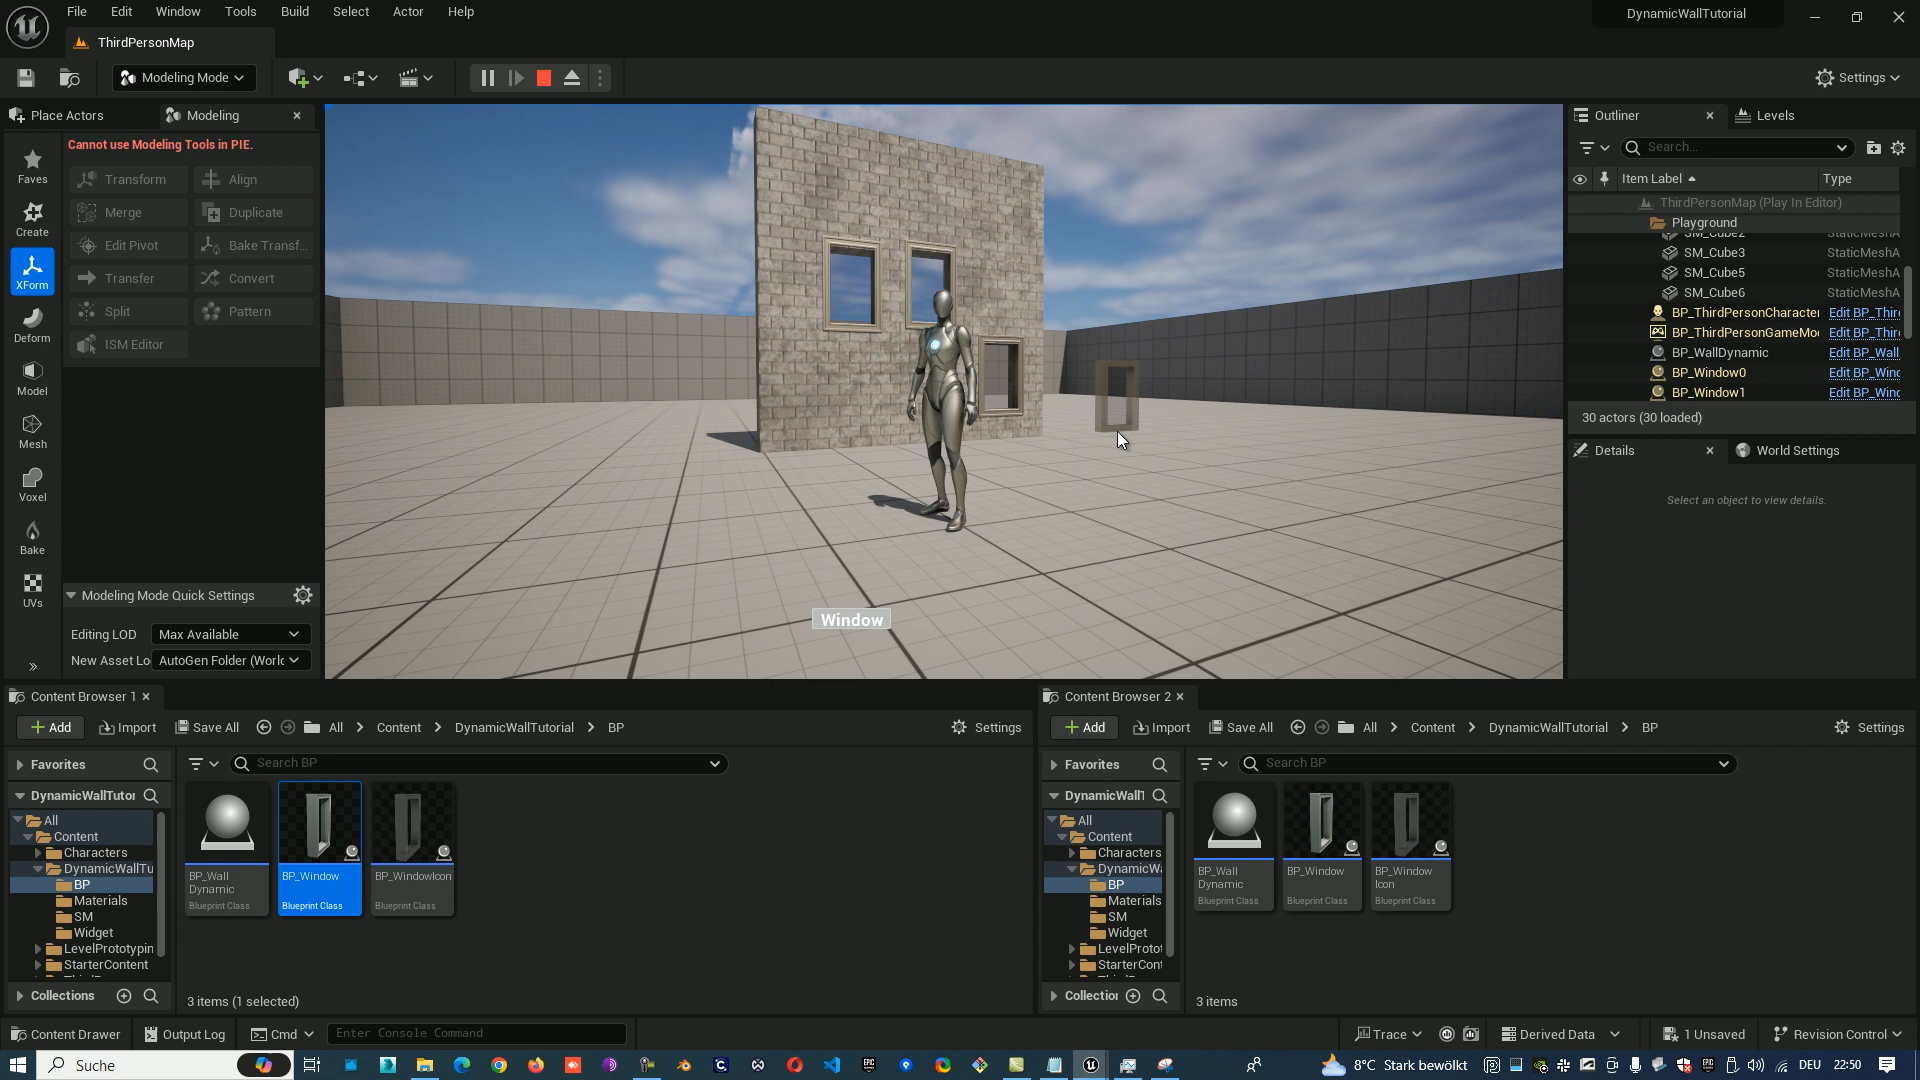 File Edit Window Tools Build Select Actor Help
DynamicWallTutorial
ThirdPersonMap
Modeling Mode
Settings
Place Actors
Modeling
Cannot use Modeling Tools in PIE.
Faves
Create
XForm
Deform
Model
Mesh
Voxel
Bake
UVs
Transform
Align
Merge
Duplicate
Edit Pivot
Bake Transf...
Transfer
Convert
Split
Pattern
ISM Editor
Modeling Mode Quick Settings
Editing LOD
Max Available
New Asset Lo
AutoGen Folder (World
Window
Outliner
Levels
Search...
Item Label
Type
ThirdPersonMap (Play In Editor)
Playground
SM_Cube2
SM_Cube3 StaticMeshA
SM_Cube5 StaticMeshA
SM_Cube6 StaticMeshA
BP_ThirdPersonCharacter Edit BP_Thir
BP_ThirdPersonGameMo Edit BP_Thir
BP_WallDynamic Edit BP_Wall
BP_Window0 Edit BP_Wind
BP_Window1 Edit BP_Wind
30 actors (30 loaded)
Details
World Settings
Select an object to view details.
Content Browser 1
Add
Import
Save All
All
Content
DynamicWallTutorial
BP
Settings
Favorites
Search BP
DynamicWallTutor
All
Content
Characters
DynamicWallTu
BP
Materials
SM
Widget
LevelPrototypin
StarterContent
Collections
BP_Wall
Dynamic
Blueprint Class
BP_Window
Blueprint Class
BP_WindowIcon
Blueprint Class
3 items (1 selected)
Content Browser 2
Add
Import
Save All
All
Content
DynamicWallTutorial
BP
Settings
Favorites
Search BP
DynamicWallT
All
Content
Characters
DynamicWa
BP
Materials
SM
Widget
LevelProtot
StarterCont
Collection
BP_Wall
Dynamic
Blueprint Class
BP_Window
Blueprint Class
BP_Window
Icon
Blueprint Class
3 items
Content Drawer
Output Log
Cmd
Enter Console Command
Trace
Derived Data
1 Unsaved
Revision Control
Suche
8°C Stark bewölkt
DEU
22:50